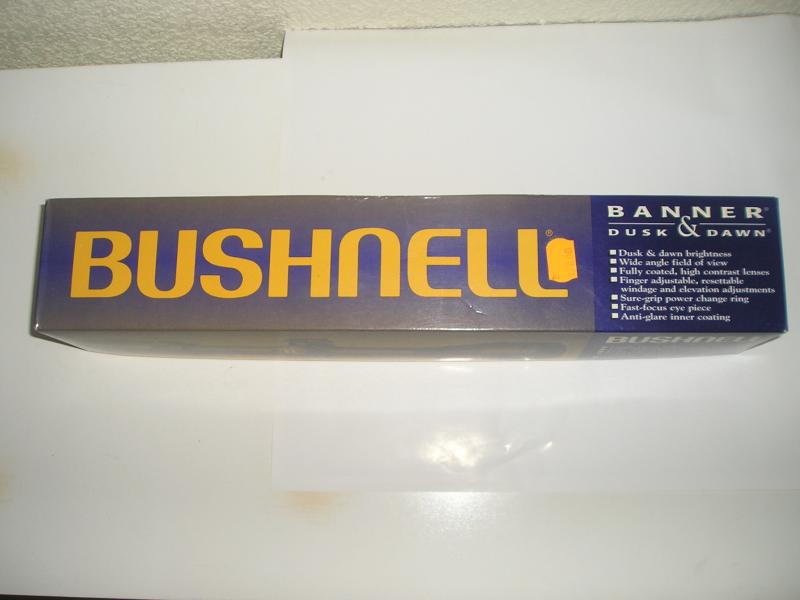 BUSHNELL®
BANNER®
DUSK & DAWN®
■ Dusk & dawn brightness
■ Wide angle field of view
■ Fully coated, high contrast lenses
■ Finger adjustable, resettable
windage and elevation adjustments
■ Sure-grip power change ring
■ Fast-focus eye piece
■ Anti-glare inner coating
BUSHNELL